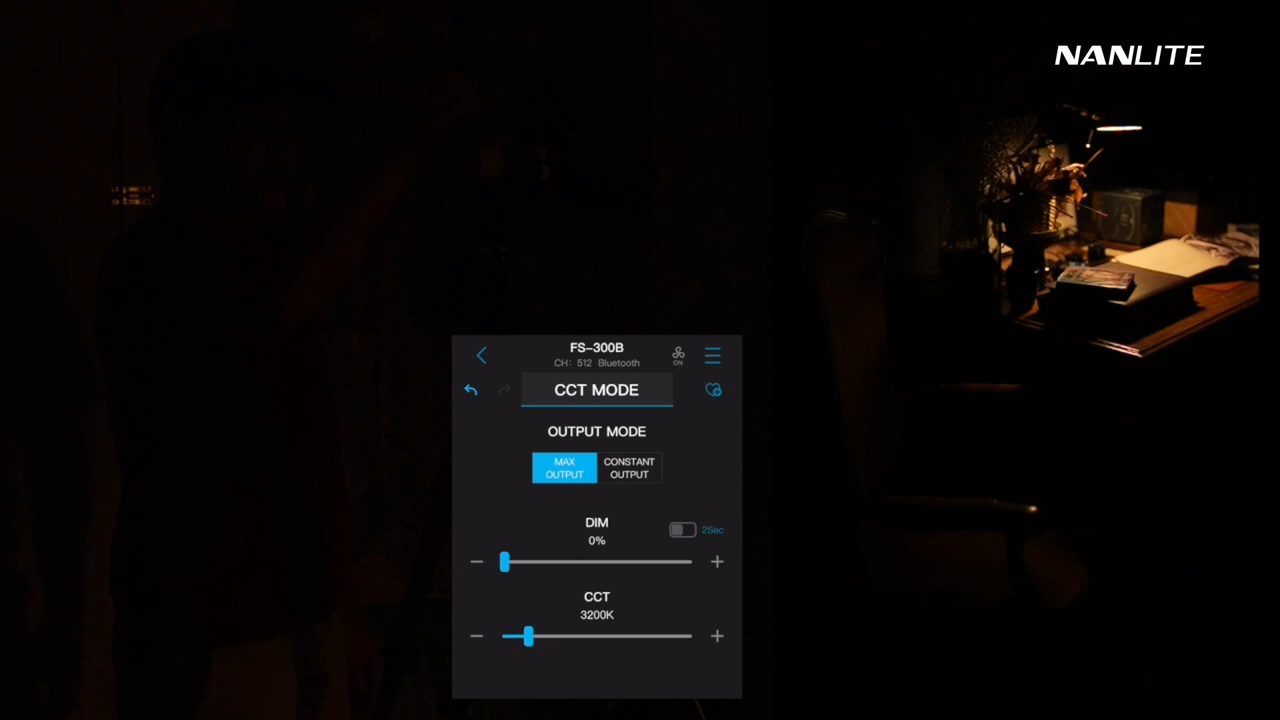 NANLITE
FS-300B
CH: 512 Bluetooth
ON
CCT MODE
OUTPUT MODE
MAX OUTPUT
CONSTANT OUTPUT
DIM
0%
2Sec
CCT
3200K